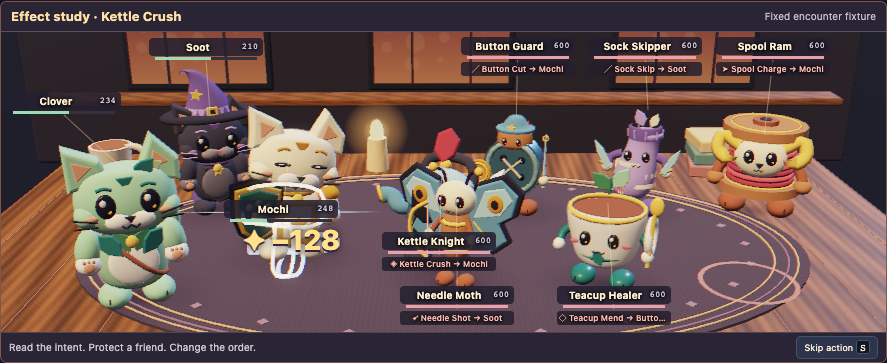 Effect study · Kettle Crush
Fixed encounter fixture
Soot 210
Button Guard 600
⟋ Button Cut → Mochi
Sock Skipper 600
⟋ Sock Skip → Soot
Spool Ram 600
➤ Spool Charge → Mochi
Clover 234
Mochi 248
✦ −128
Kettle Knight 600
◈ Kettle Crush → Mochi
Needle Moth 600
➶ Needle Shot → Soot
Teacup Healer 600
◇ Teacup Mend → Butto...
Read the intent. Protect a friend. Change the order.
Skip action S